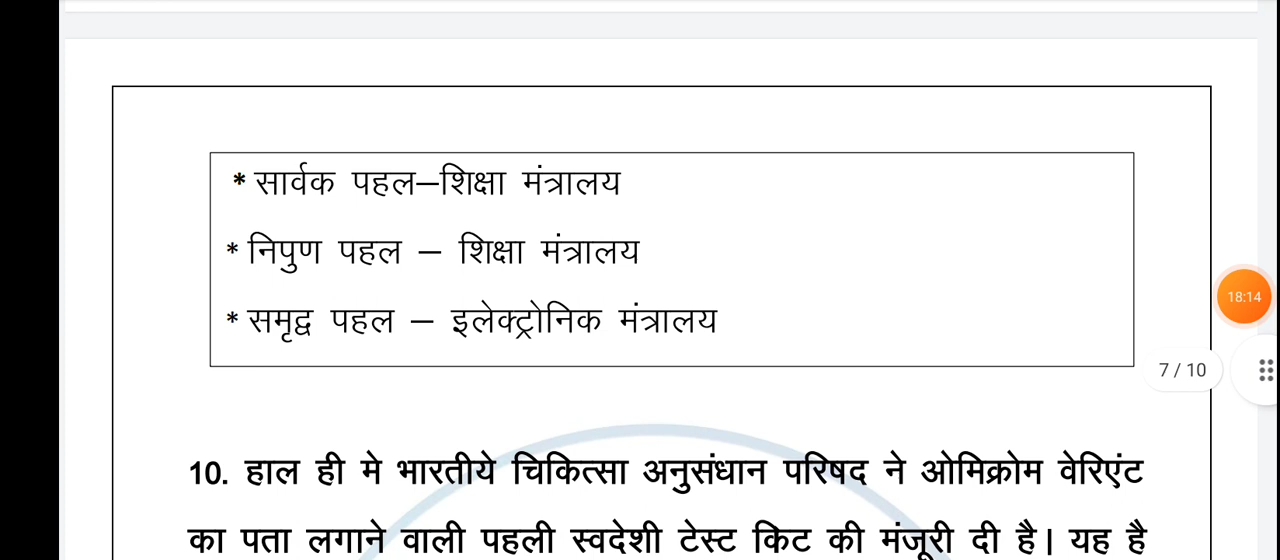 * सार्वक पहल–शिक्षा मंत्रालय
* निपुण पहल – शिक्षा मंत्रालय
* समृद्व पहल – इलेक्ट्रोनिक मंत्रालय
18:14
7 / 10
10. हाल ही मे भारतीये चिकित्सा अनुसंधान परिषद ने ओमिक्रोम वेरिएंट
का पता लगाने वाली पहली स्वदेशी टेस्ट किट की मंजूरी दी है। यह है